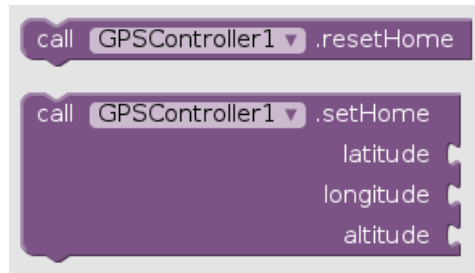 call GPSController1 .resetHome
call GPSController1 .setHome
latitude
longitude
altitude